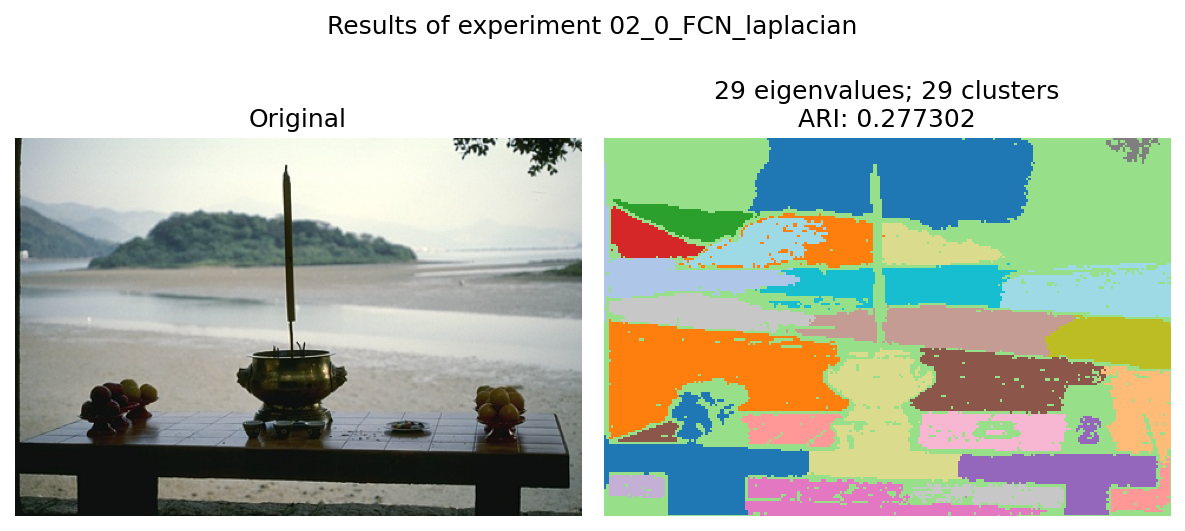 Results of experiment 02_0_FCN_laplacian
Original
29 eigenvalues; 29 clusters
ARI: 0.277302